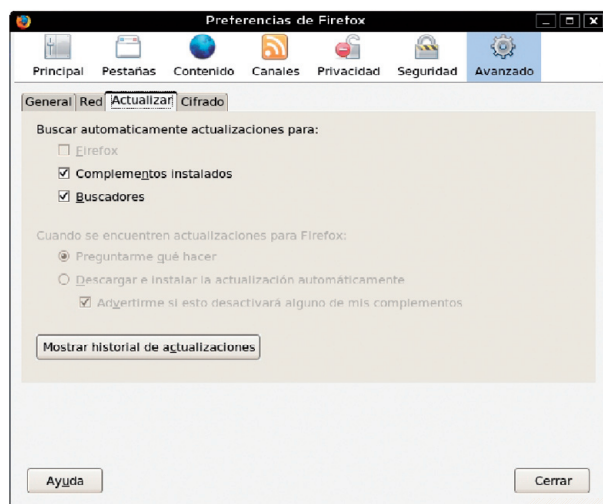 Preferencias de Firefox
Principal Pestañas Contenido Canales Privacidad Seguridad Avanzado
General Red Actualizar Cifrado
Buscar automaticamente actualizaciones para:
Firefox
Complementos instalados
Buscadores
Cuando se encuentren actualizaciones para Firefox:
Preguntarme qué hacer
Descargar e instalar la actualización automáticamente
Advertirme si esto desactivará alguno de mis complementos
Mostrar historial de actualizaciones
Ayuda Cerrar